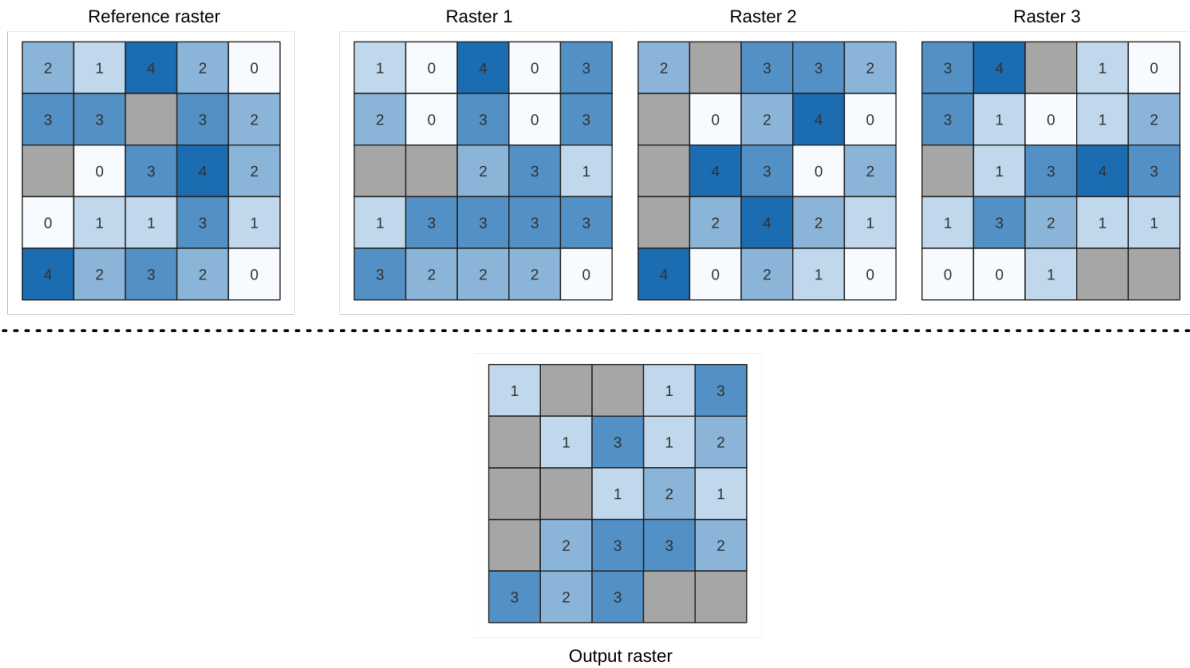 Reference raster Raster 1 Raster 2 Raster 3
2 1 4 2 0 1 0 4 0 3 2 3 3 2 3 4 1 0
3 3 3 2 2 0 3 0 3 0 2 4 0 3 1 0 1 2
0 3 4 2 2 3 1 4 3 0 2 1 3 4 3
0 1 1 3 1 1 3 3 3 3 2 4 2 1 1 3 2 1 1
4 2 3 2 0 3 2 2 2 0 4 0 2 1 0 0 0 1
1 1 3
1 3 1 2
1 2 1
2 3 3 2
3 2 3
Output raster